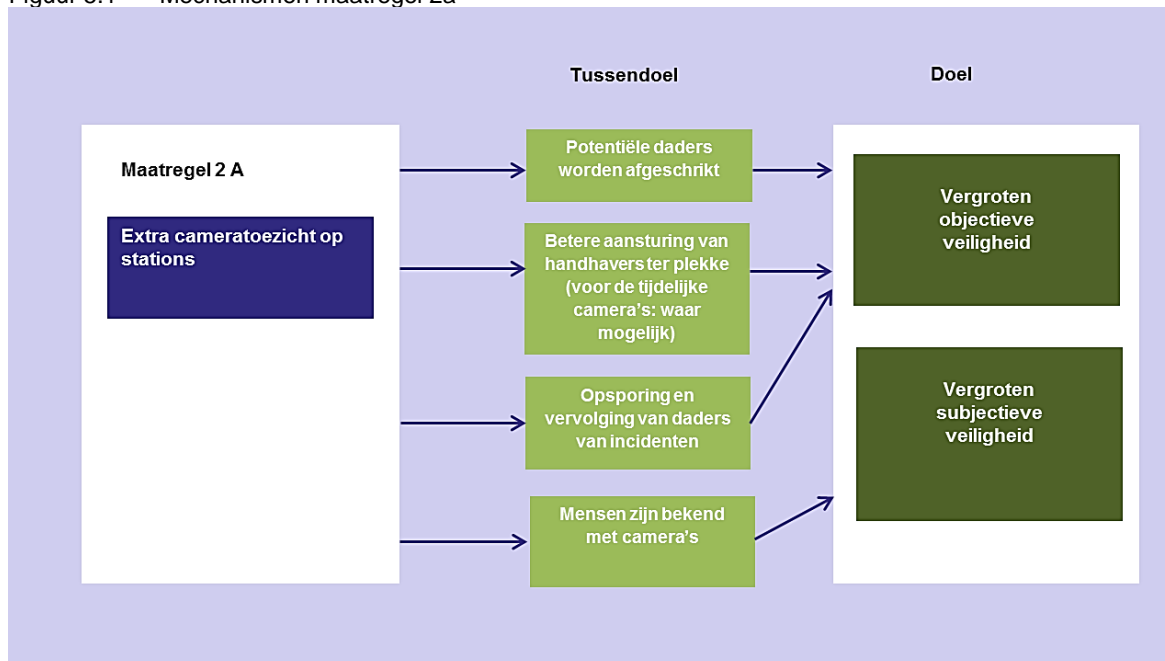 Tussendoel
Doel
Maatregel 2 A
Extra cameratoezicht op
stations
Potentiële daders
worden afgeschrikt
Betere aansturing van
handhavers ter plekke
(voor de tijdelijke
camera's: waar
mogelijk)
Opsporing en
vervolging van daders
van incidenten
Mensen zijn bekend
met camera's
Vergroten
objectieve
veiligheid
Vergroten
subjectieve
veiligheid